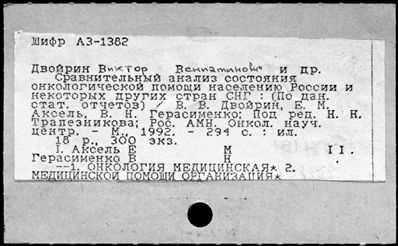 Шифр АЗ-1382
Двойрин Виктор Вениаминович и др.
Сравнительный анализ состояния
онкологической помощи населению России и
некоторых других стран СНГ : (По дан.
стат. отчетов) / В. В. Двойрин, Е. М.
Аксель, В. Н. Герасименко; Под ред. Н. Н.
Трапезникова; Рос. АМН. Онкол. науч.
центр. - М., 1992. - 294 с. : ил.
18 р., 300 экз.
I. Аксель Е М II.
Герасименко В Н
--1. ОНКОЛОГИЯ МЕДИЦИНСКАЯ* 2.
МЕДИЦИНСКОЙ ПОМОЩИ ОРГАНИЗАЦИЯ*